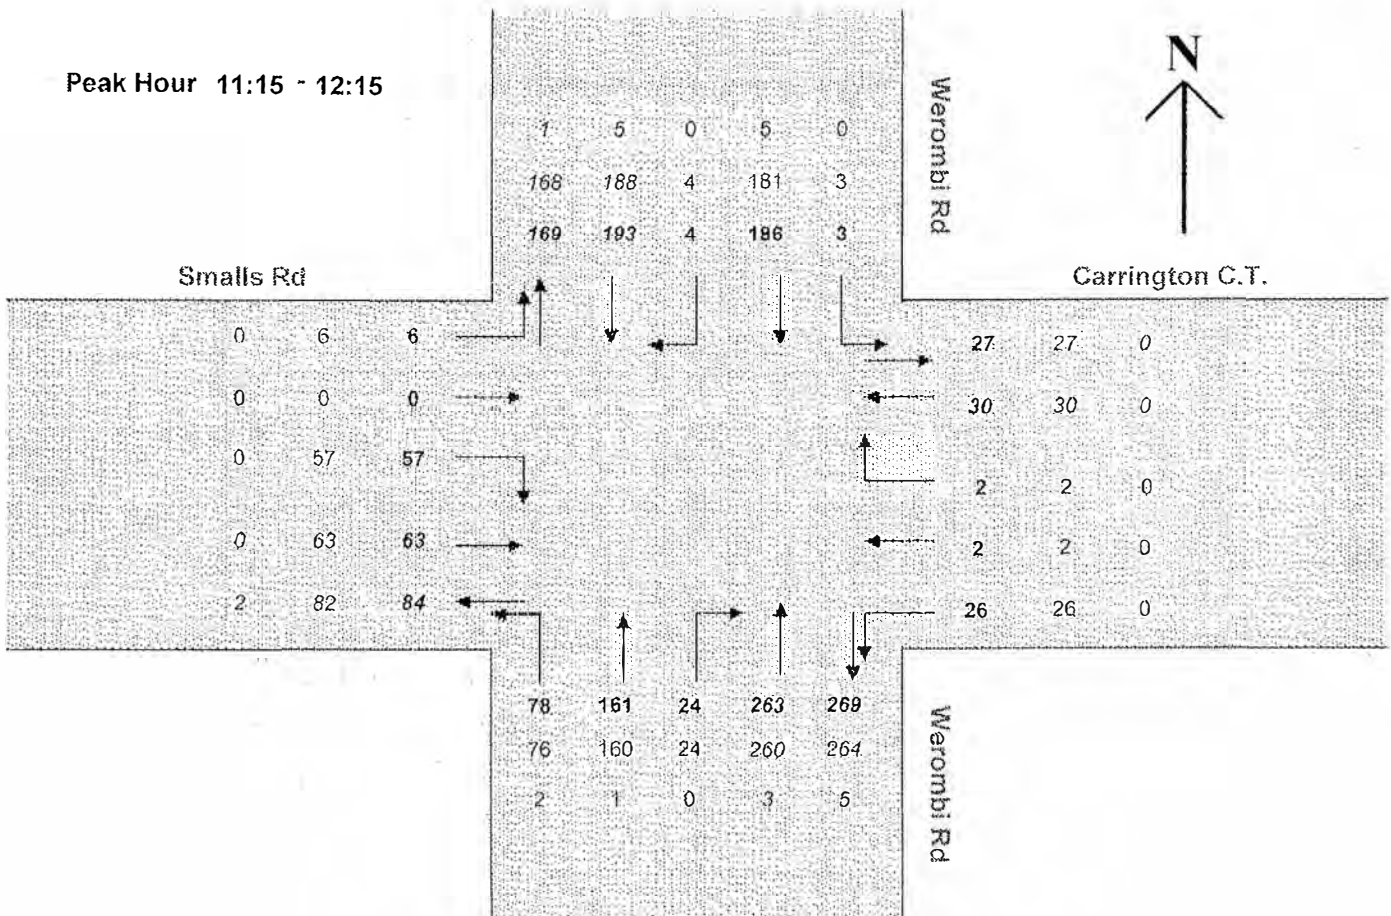 N
Peak Hour 11:15 - 12:15
Werombi Rd
1 5 0 5 0
168 188 4 181 3
169 193 4 186 3
Smalls Rd
Carrington C.T.
0 6 6
27 27 0
0 0 0
30 30 0
0 57 57
2 2 0
0 63 63
2 2 0
2 82 84
26 26 0
78 161 24 263 269
76 160 24 260 264
2 1 0 3 5
Werombi Rd